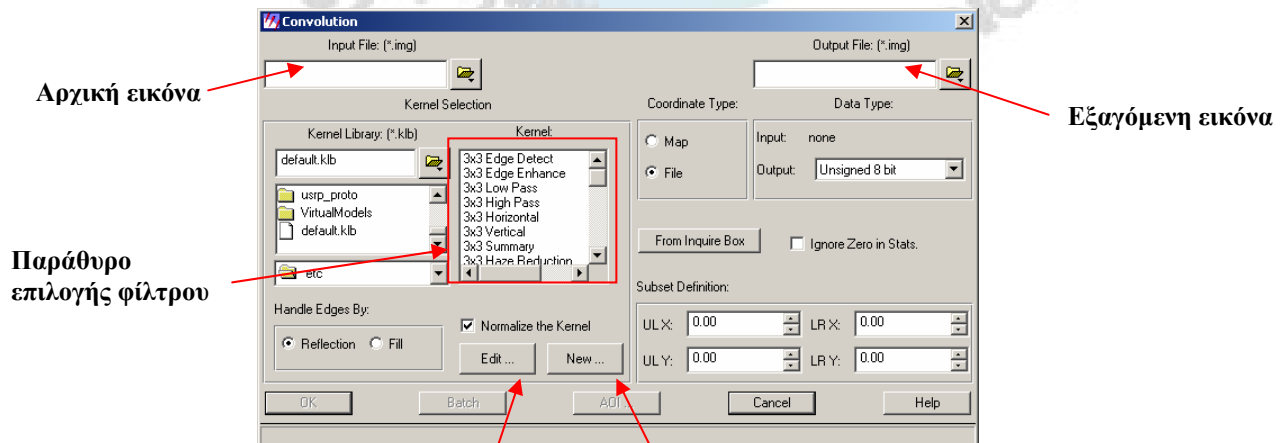 Convolution
Input File: (*.img)
Output File: (*.img)
Αρχική εικόνα
Εξαγόμενη εικόνα
Kernel Selection
Coordinate Type:
Data Type:
Kernel Library: (*.klb)
Kernel:
Map
File
Input: none
Output: Unsigned 8 bit
default.klb
usrp_proto
VirtualModels
default.klb
etc
3x3 Edge Detect
3x3 Edge Enhance
3x3 Low Pass
3x3 High Pass
3x3 Horizontal
3x3 Vertical
3x3 Summary
3x3 Haze Reduction
From Inquire Box
Ignore Zero in Stats.
Παράθυρο
επιλογής φίλτρου
Handle Edges By:
Reflection Fill
Normalize the Kernel
Edit ... New ...
Subset Definition:
UL X: 0.00 LR X: 0.00
UL Y: 0.00 LR Y: 0.00
OK Batch AOI ... Cancel Help